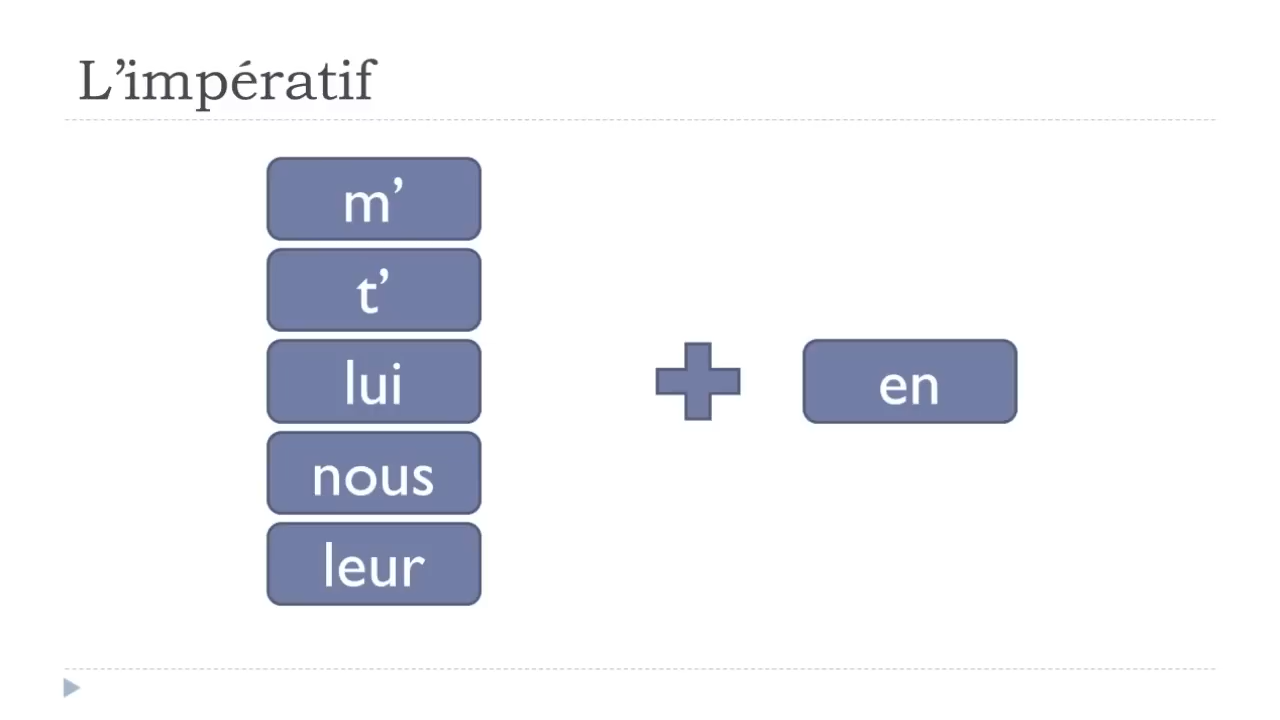 L’impératif
m’
t’
lui
nous
leur
en